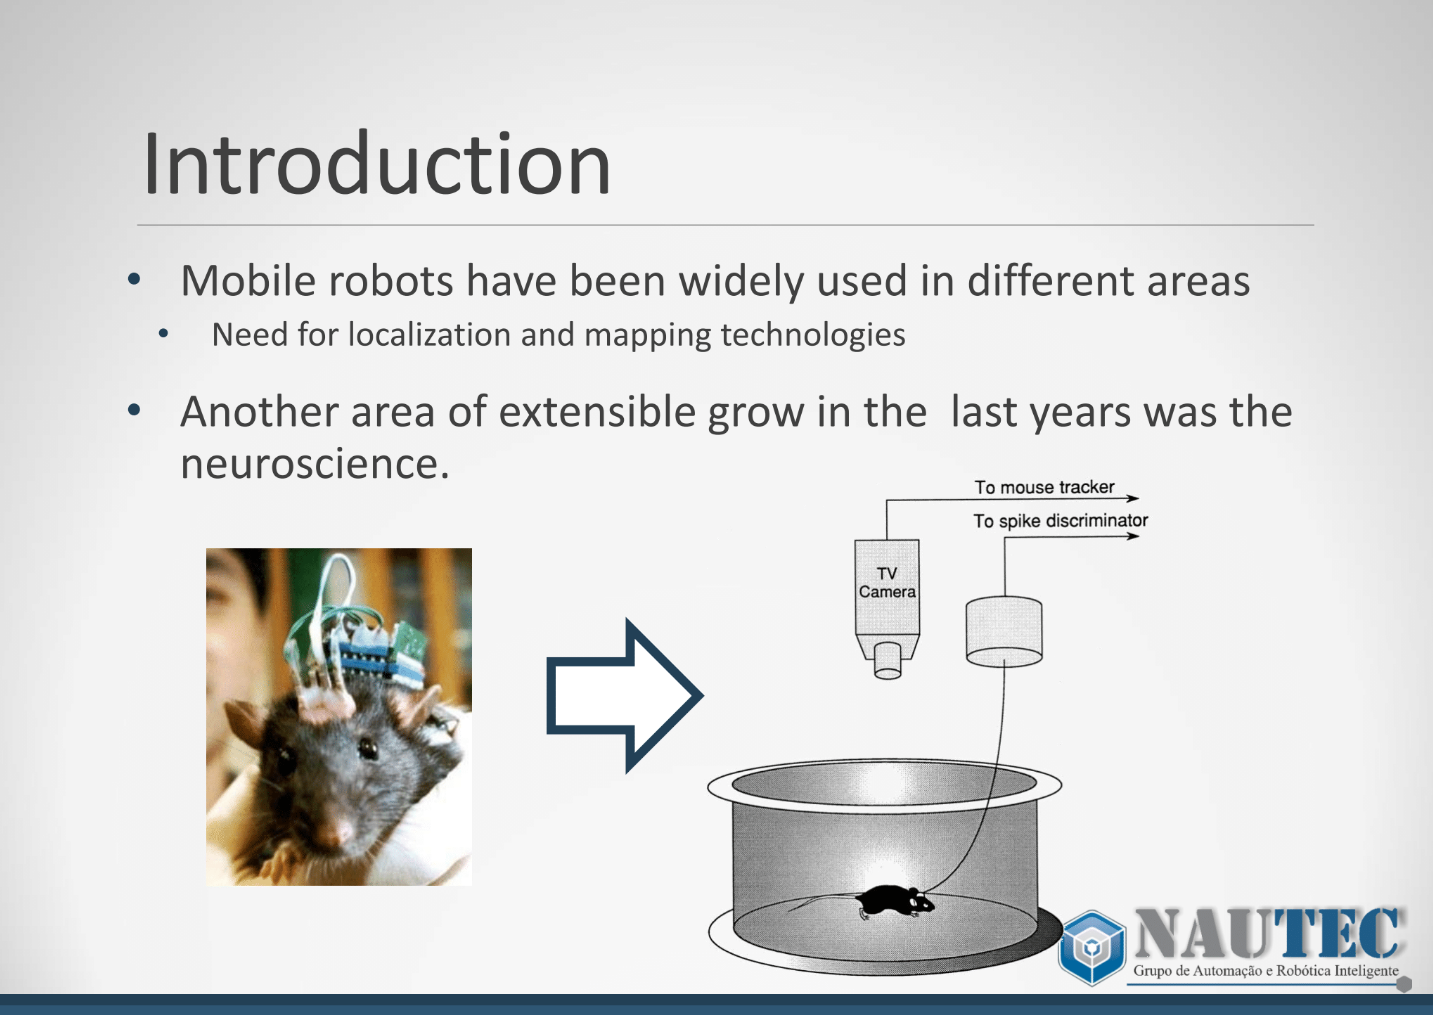 Introduction
• Mobile robots have been widely used in different areas
• Need for localization and mapping technologies
• Another area of extensible grow in the  last years was the
neuroscience.
To mouse tracker
To spike discriminator
TV
Camera
NAUTEC
Grupo de Automação e Robótica Inteligente